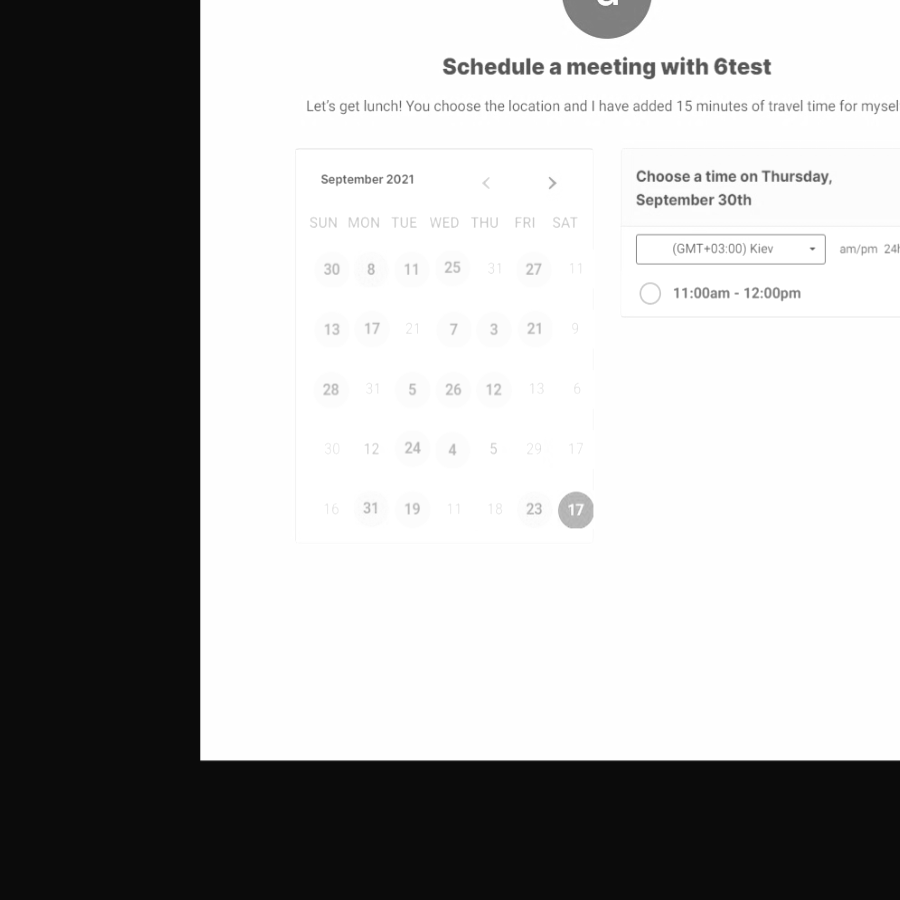 Schedule a meeting with 6test
Let's get lunch! You choose the location and I have added 15 minutes of travel time for mysel
September 2021
SUN MON TUE WED THU FRI SAT
30 8 11 25 31 27 11
13 17 21 7 3 21 9
28 31 5 26 12 13 6
30 12 24 4 5 29 17
16 31 19 11 18 23 17
Choose a time on Thursday,
September 30th
(GMT+03:00) Kiev am/pm 24h
11:00am - 12:00pm